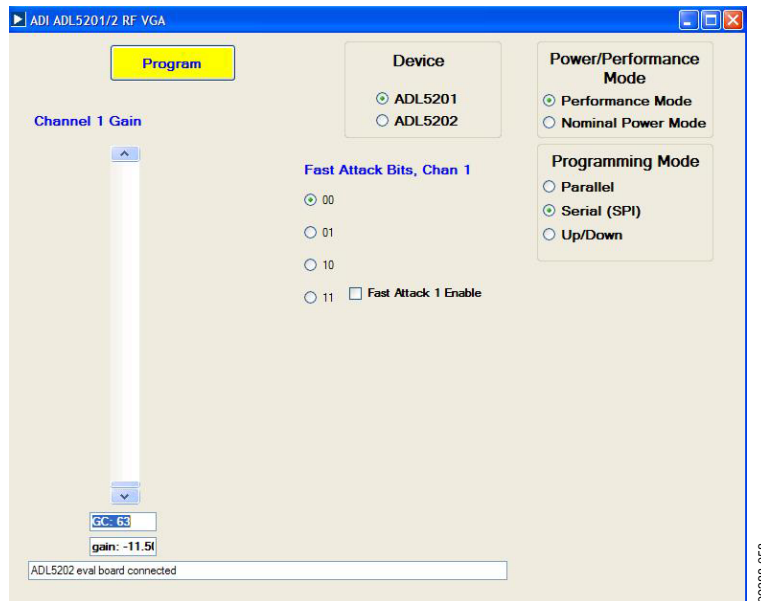 ADI ADL5201/2 RF VGA
Program
Device
ADL5201
ADL5202
Power/Performance
Mode
Performance Mode
Nominal Power Mode
Channel 1 Gain
Fast Attack Bits, Chan 1
00
01
10
11
Fast Attack 1 Enable
Programming Mode
Parallel
Serial (SPI)
Up/Down
GC: 63
gain: -11.5
ADL5202 eval board connected